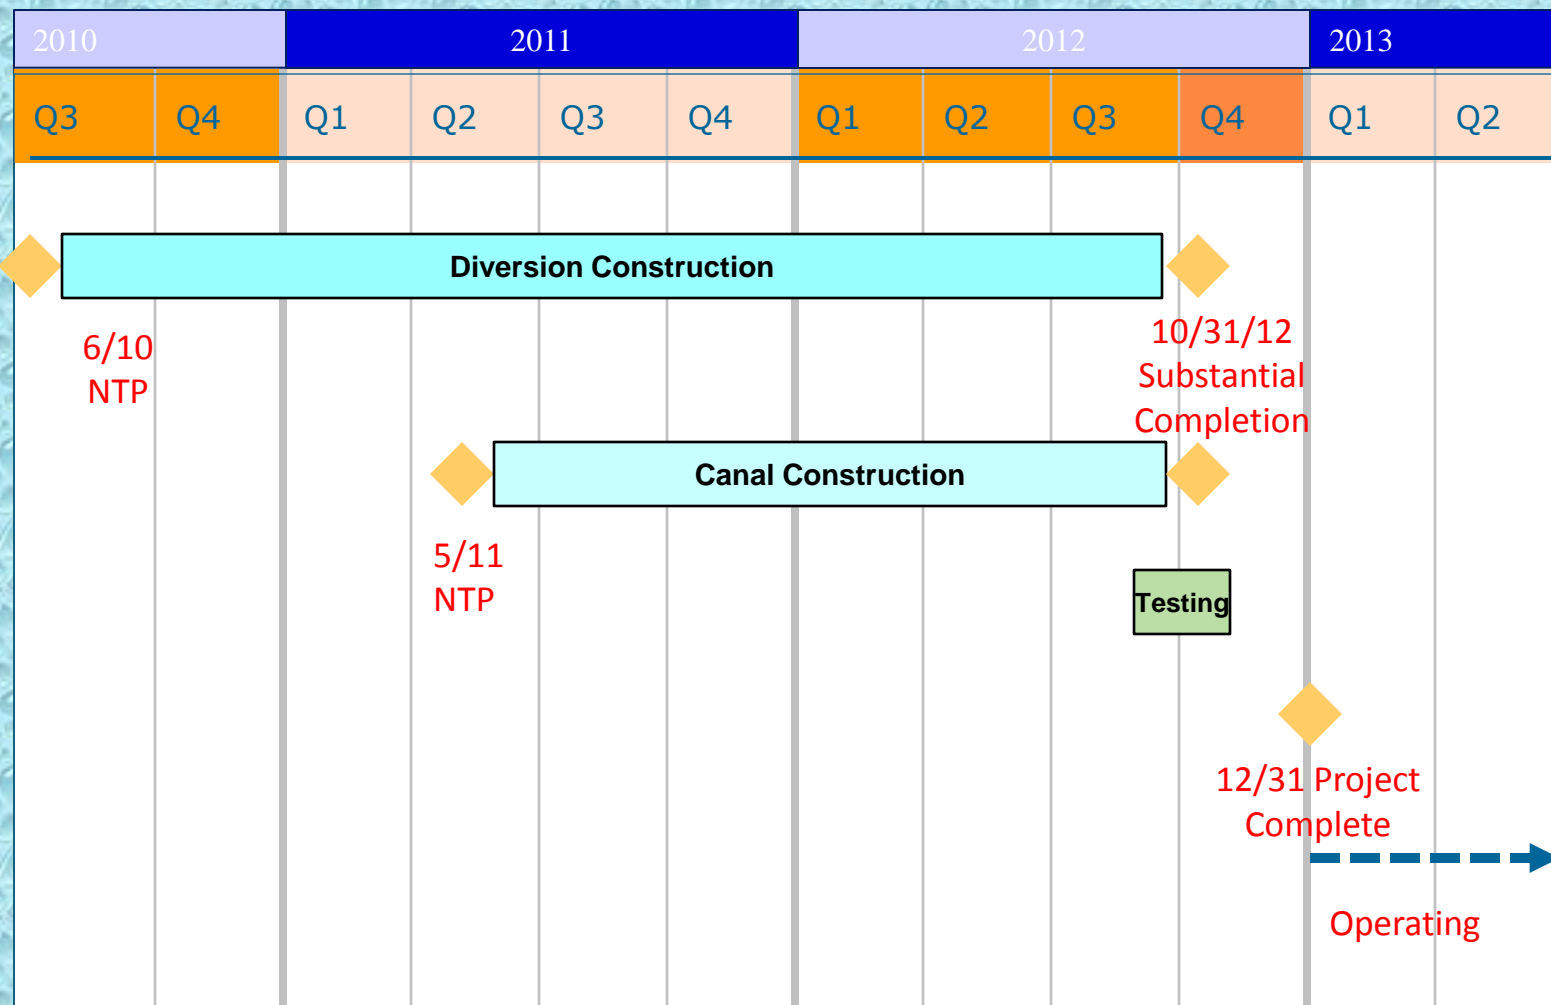 2010 2011 2012 2013
Q3 Q4 Q1 Q2 Q3 Q4 Q1 Q2 Q3 Q4 Q1 Q2
Diversion Construction
6/10
NTP
10/31/12
Substantial
Completion
Canal Construction
5/11
NTP
Testing
12/31 Project
Complete
Operating